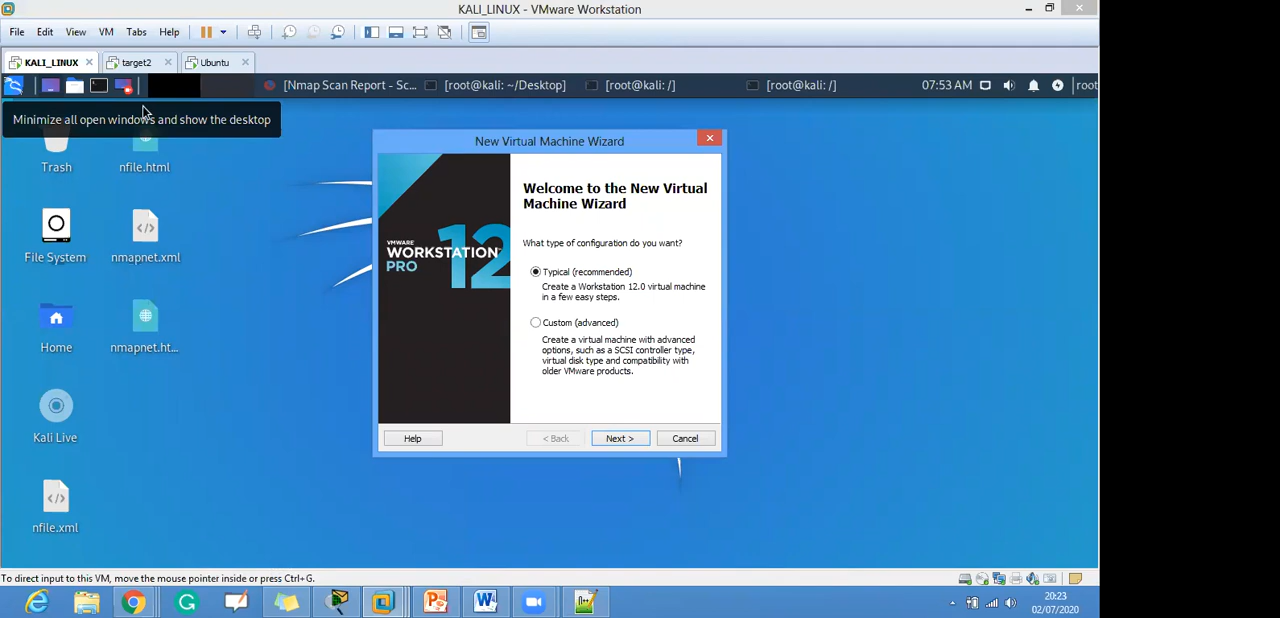 KALI_LINUX - VMware Workstation
File Edit View VM Tabs Help
KALI_LINUX target2 Ubuntu
[Nmap Scan Report - Sc... [root@kali: ~/Desktop] [root@kali: /] [root@kali: /] 07:53 AM root
Minimize all open windows and show the desktop
Trash
nfile.html
File System
nmapnet.xml
Home
nmapnet.ht...
Kali Live
nfile.xml
New Virtual Machine Wizard
VMWARE
WORKSTATION 12
PRO
Welcome to the New Virtual
Machine Wizard
What type of configuration do you want?
Typical (recommended)
Create a Workstation 12.0 virtual machine
in a few easy steps.
Custom (advanced)
Create a virtual machine with advanced
options, such as a SCSI controller type,
virtual disk type and compatibility with
older VMware products.
Help < Back Next > Cancel
To direct input to this VM, move the mouse pointer inside or press Ctrl+G.
20:23
02/07/2020